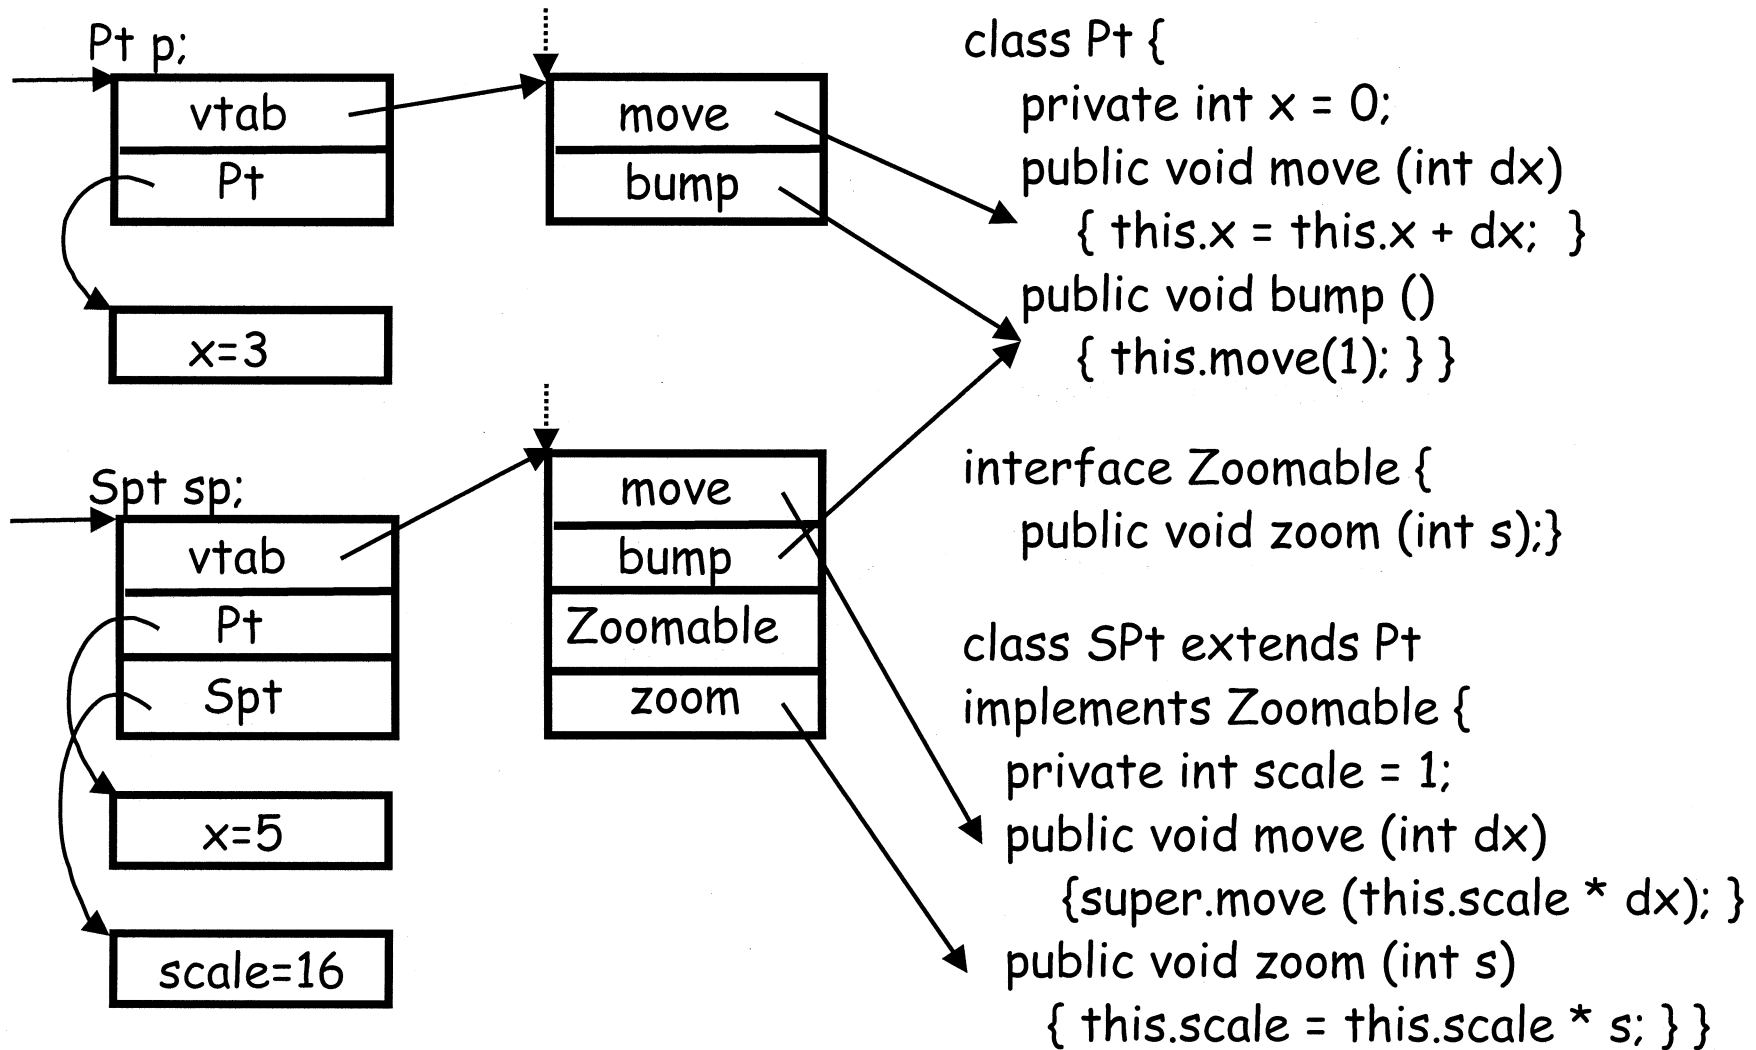 Pt p;
vtab
Pt
x=3
move
bump
class Pt {
private int x = 0;
public void move (int dx)
{ this.x = this.x + dx; }
public void bump ()
{ this.move(1); } }
Spt sp;
vtab
Pt
Spt
x=5
scale=16
move
bump
Zoomable
zoom
interface Zoomable {
public void zoom (int s);}
class SPt extends Pt
implements Zoomable {
private int scale = 1;
public void move (int dx)
{super.move (this.scale * dx); }
public void zoom (int s)
{ this.scale = this.scale * s; } }